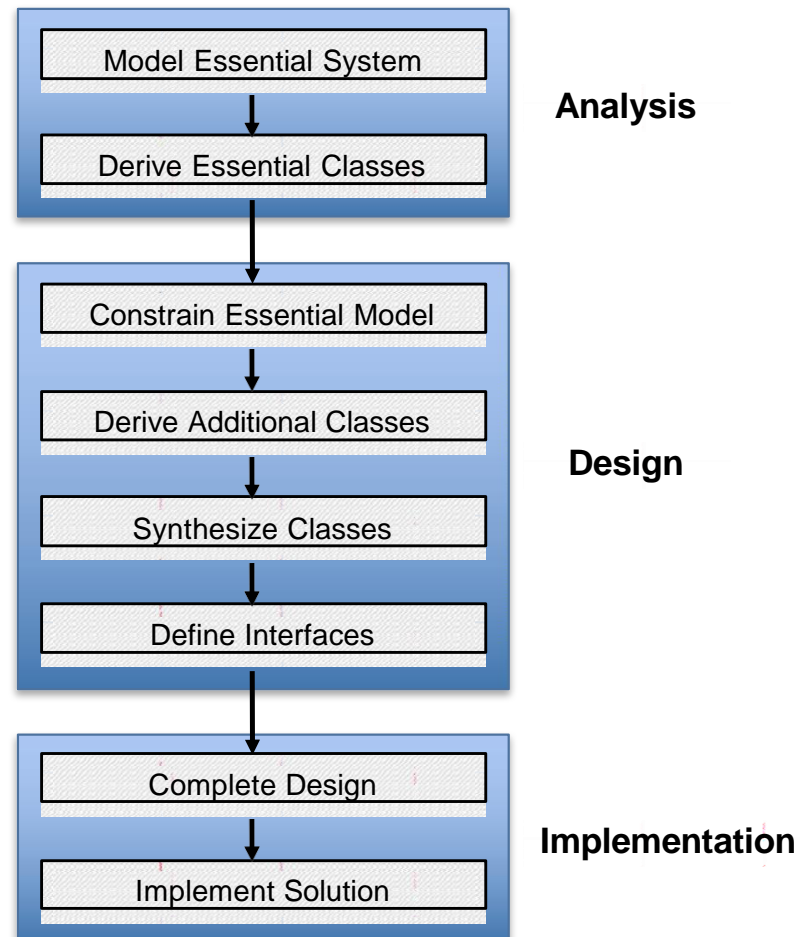 Model Essential System
Analysis
Derive Essential Classes
Constrain Essential Model
Derive Additional Classes
Design
Synthesize Classes
Define Interfaces
Complete Design
Implementation
Implement Solution